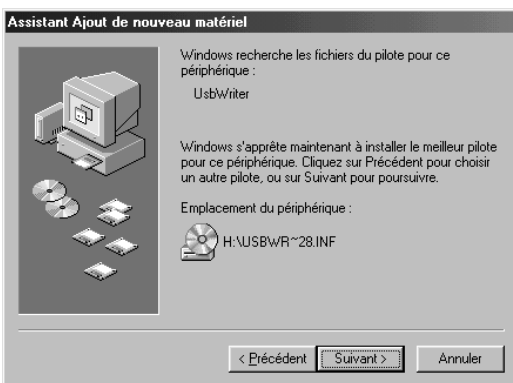 Assistant Ajout de nouveau matériel
Windows recherche les fichiers du pilote pour ce
périphérique :
UsbWriter
Windows s'apprête maintenant à installer le meilleur pilote
pour ce périphérique. Cliquez sur Précédent pour choisir
un autre pilote, ou sur Suivant pour poursuivre.
Emplacement du périphérique :
H:\USBWR~28.INF
< Précédent
Suivant >
Annuler